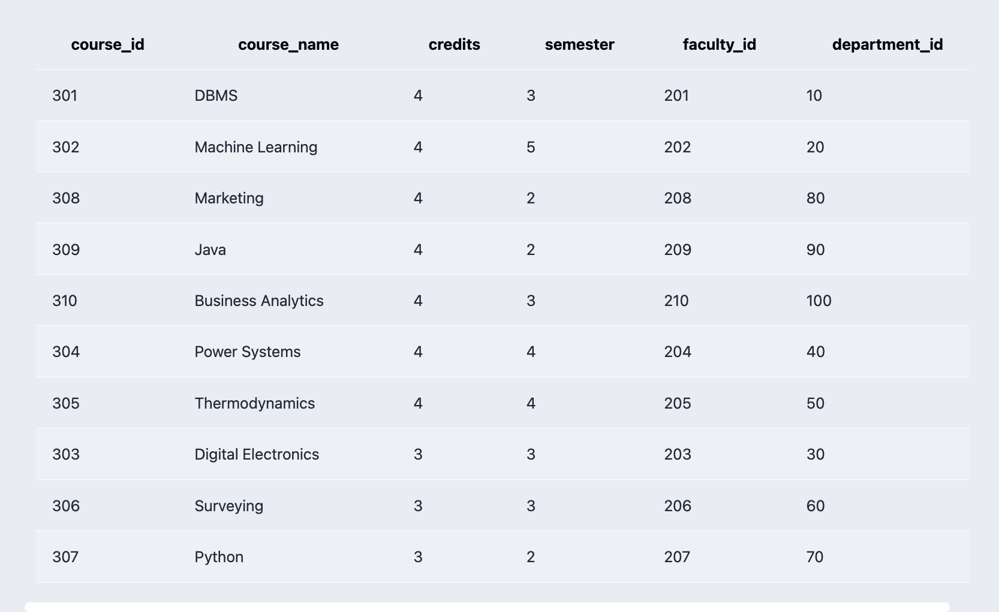 course_id course_name credits semester faculty_id department_id
301 DBMS 4 3 201 10
302 Machine Learning 4 5 202 20
308 Marketing 4 2 208 80
309 Java 4 2 209 90
310 Business Analytics 4 3 210 100
304 Power Systems 4 4 204 40
305 Thermodynamics 4 4 205 50
303 Digital Electronics 3 3 203 30
306 Surveying 3 3 206 60
307 Python 3 2 207 70